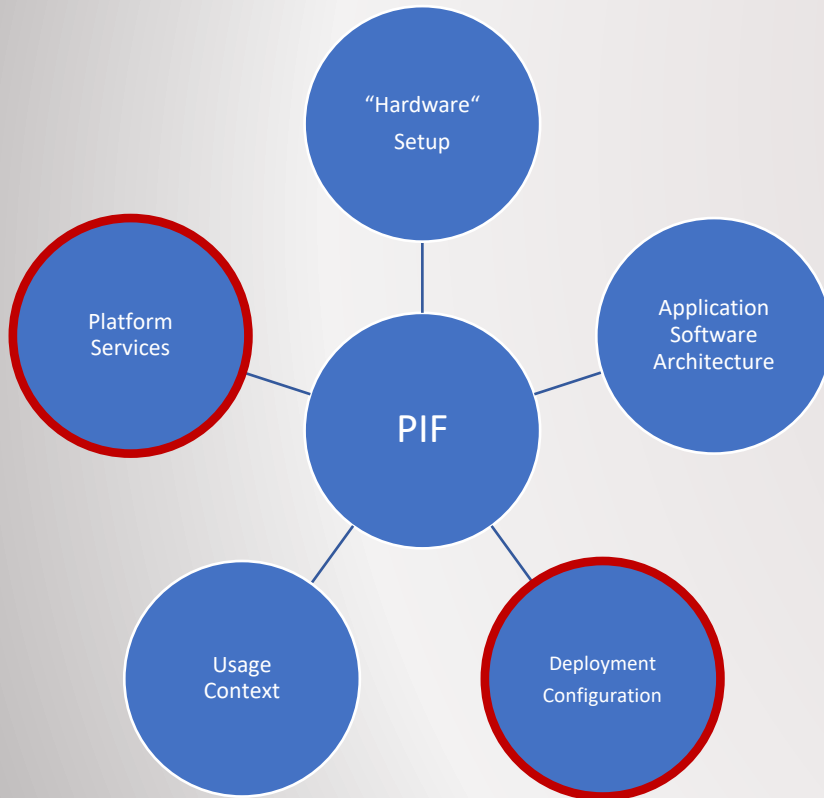 “Hardware“
Setup
Platform
Services
Application
Software
Architecture
PIF
Usage
Context
Deployment
Configuration